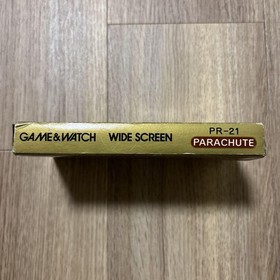 GAME&WATCH WIDE SCREEN PR-21
PARACHUTE